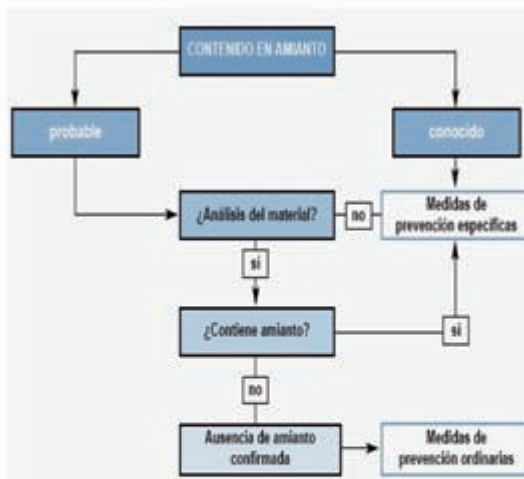 CONTENIDO EN AMIANTO
probable
conocido
¿Análisis del material?
no
Medidas de
prevención específicas
sí
¿Contiene amianto?
sí
no
Ausencia de amianto
confirmada
Medidas de
prevención ordinarias